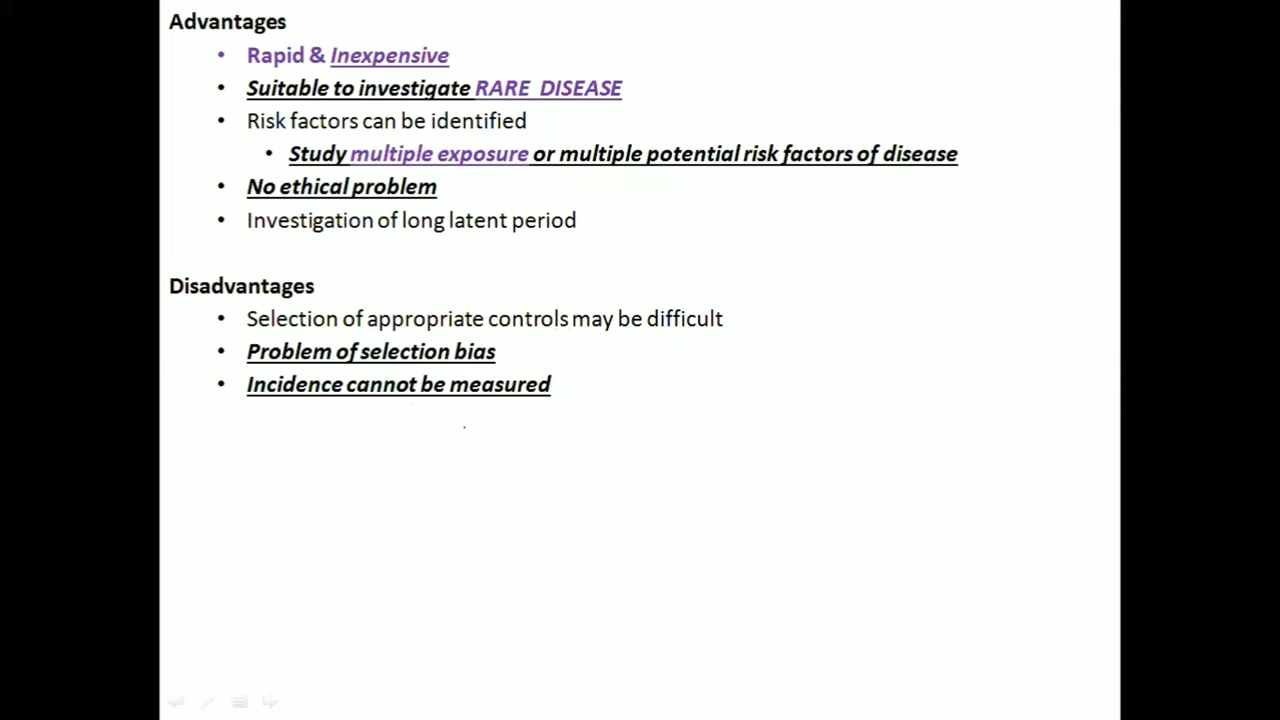 Advantages
• Rapid & Inexpensive
• Suitable to investigate RARE DISEASE
• Risk factors can be identified
• Study multiple exposure or multiple potential risk factors of disease
• No ethical problem
• Investigation of long latent period
Disadvantages
• Selection of appropriate controls may be difficult
• Problem of selection bias
• Incidence cannot be measured